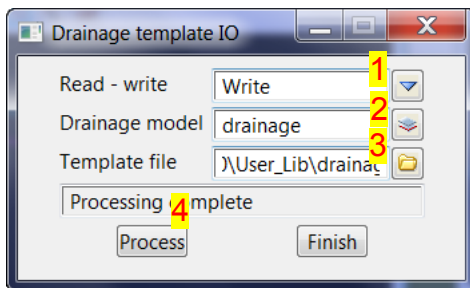 Drainage template IO
Read - write Write 1
Drainage model drainage 2
Template file )\User_Lib\drainag 3
Processing complete
4
Process Finish